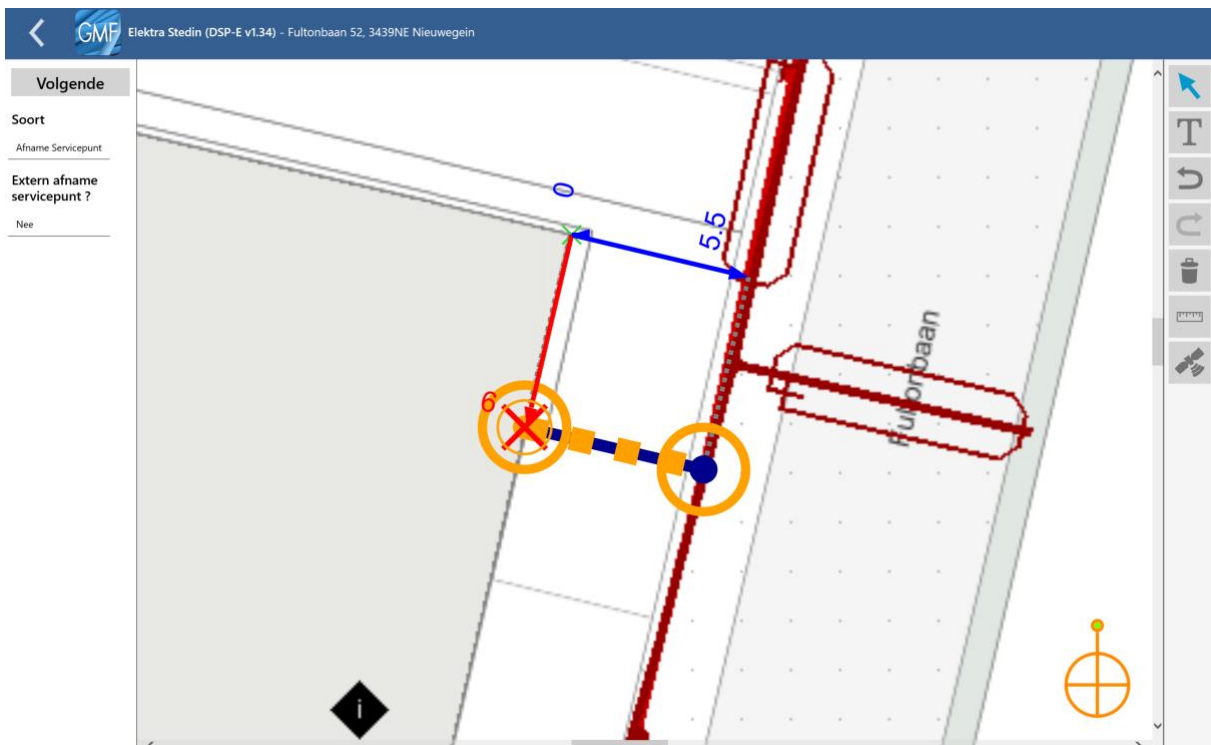 GMF
Elektra Stedin (DSP-E v1.34) - Fultonbaan 52, 3439NE Nieuwegein
Volgende
Soort
Afname Servicepunt
Extern afname
servicepunt ?
Nee
0
5.5
6
Fultonbaan
i
T